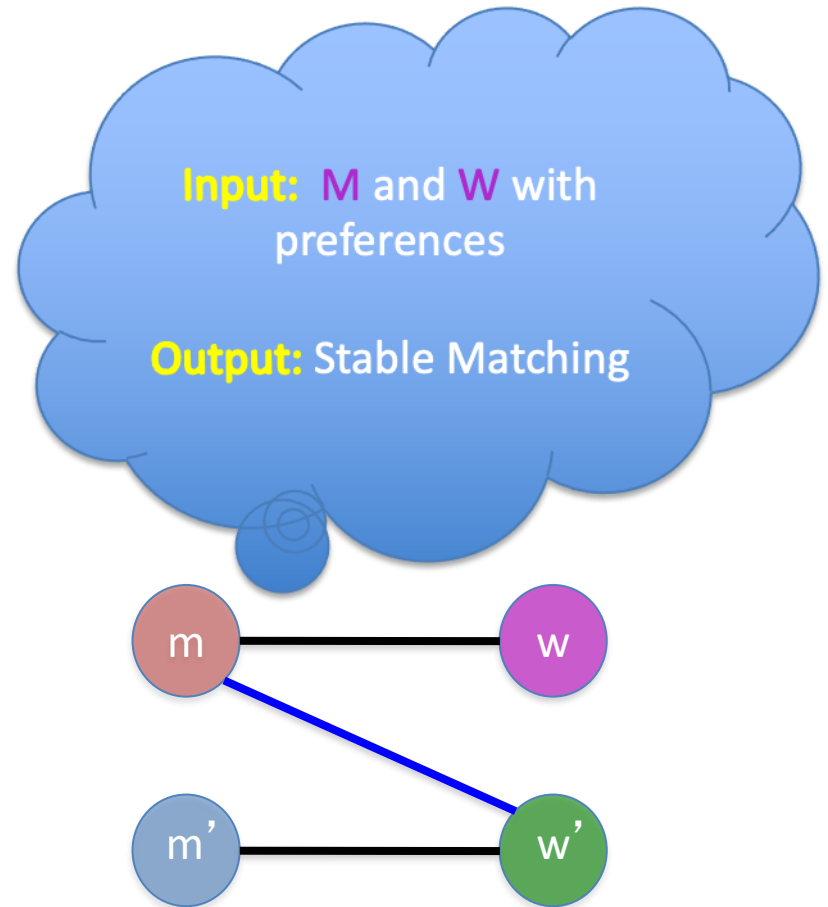 Input: M and W with
preferences
Output: Stable Matching
m
w
m’
w’